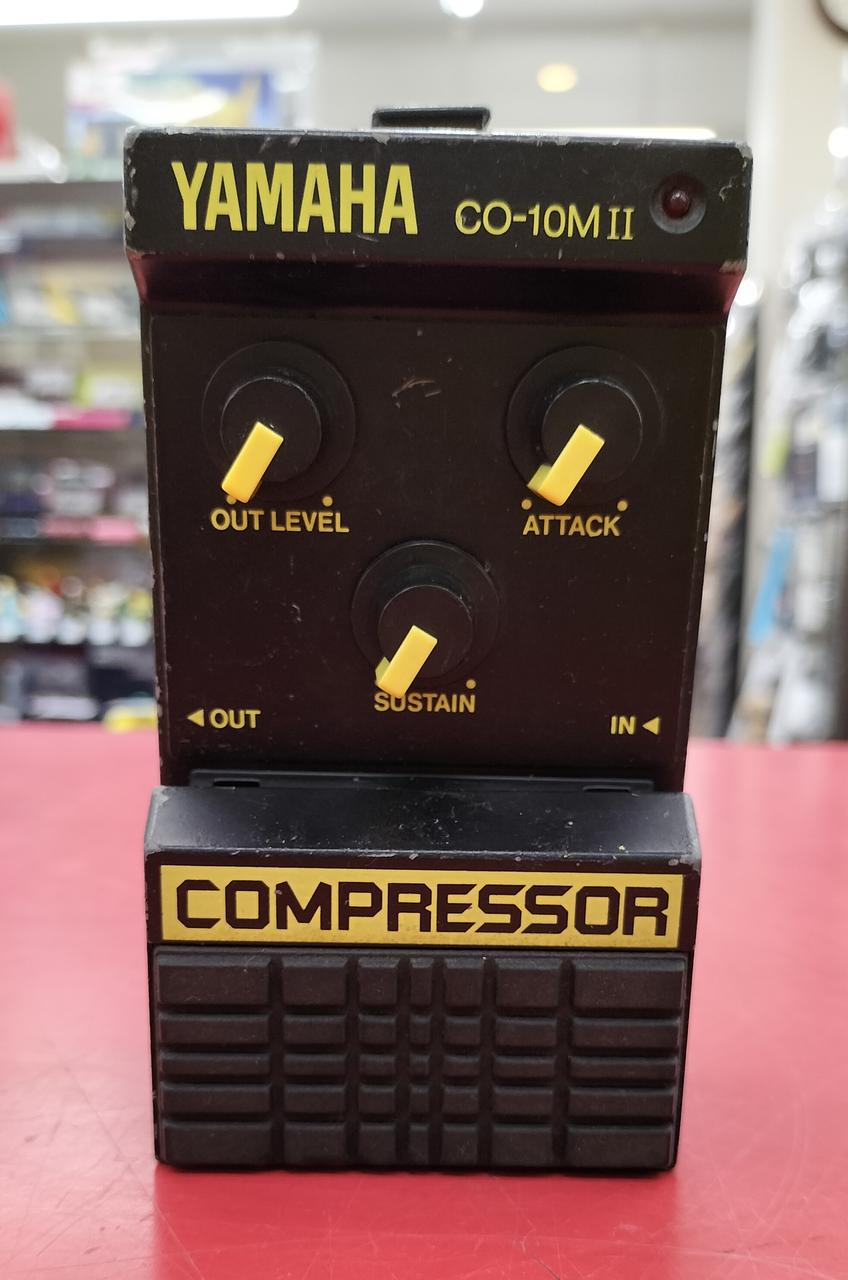 YAMAHA CO-10M II
OUT LEVEL
ATTACK
SUSTAIN
◀ OUT
IN ◀
COMPRESSOR